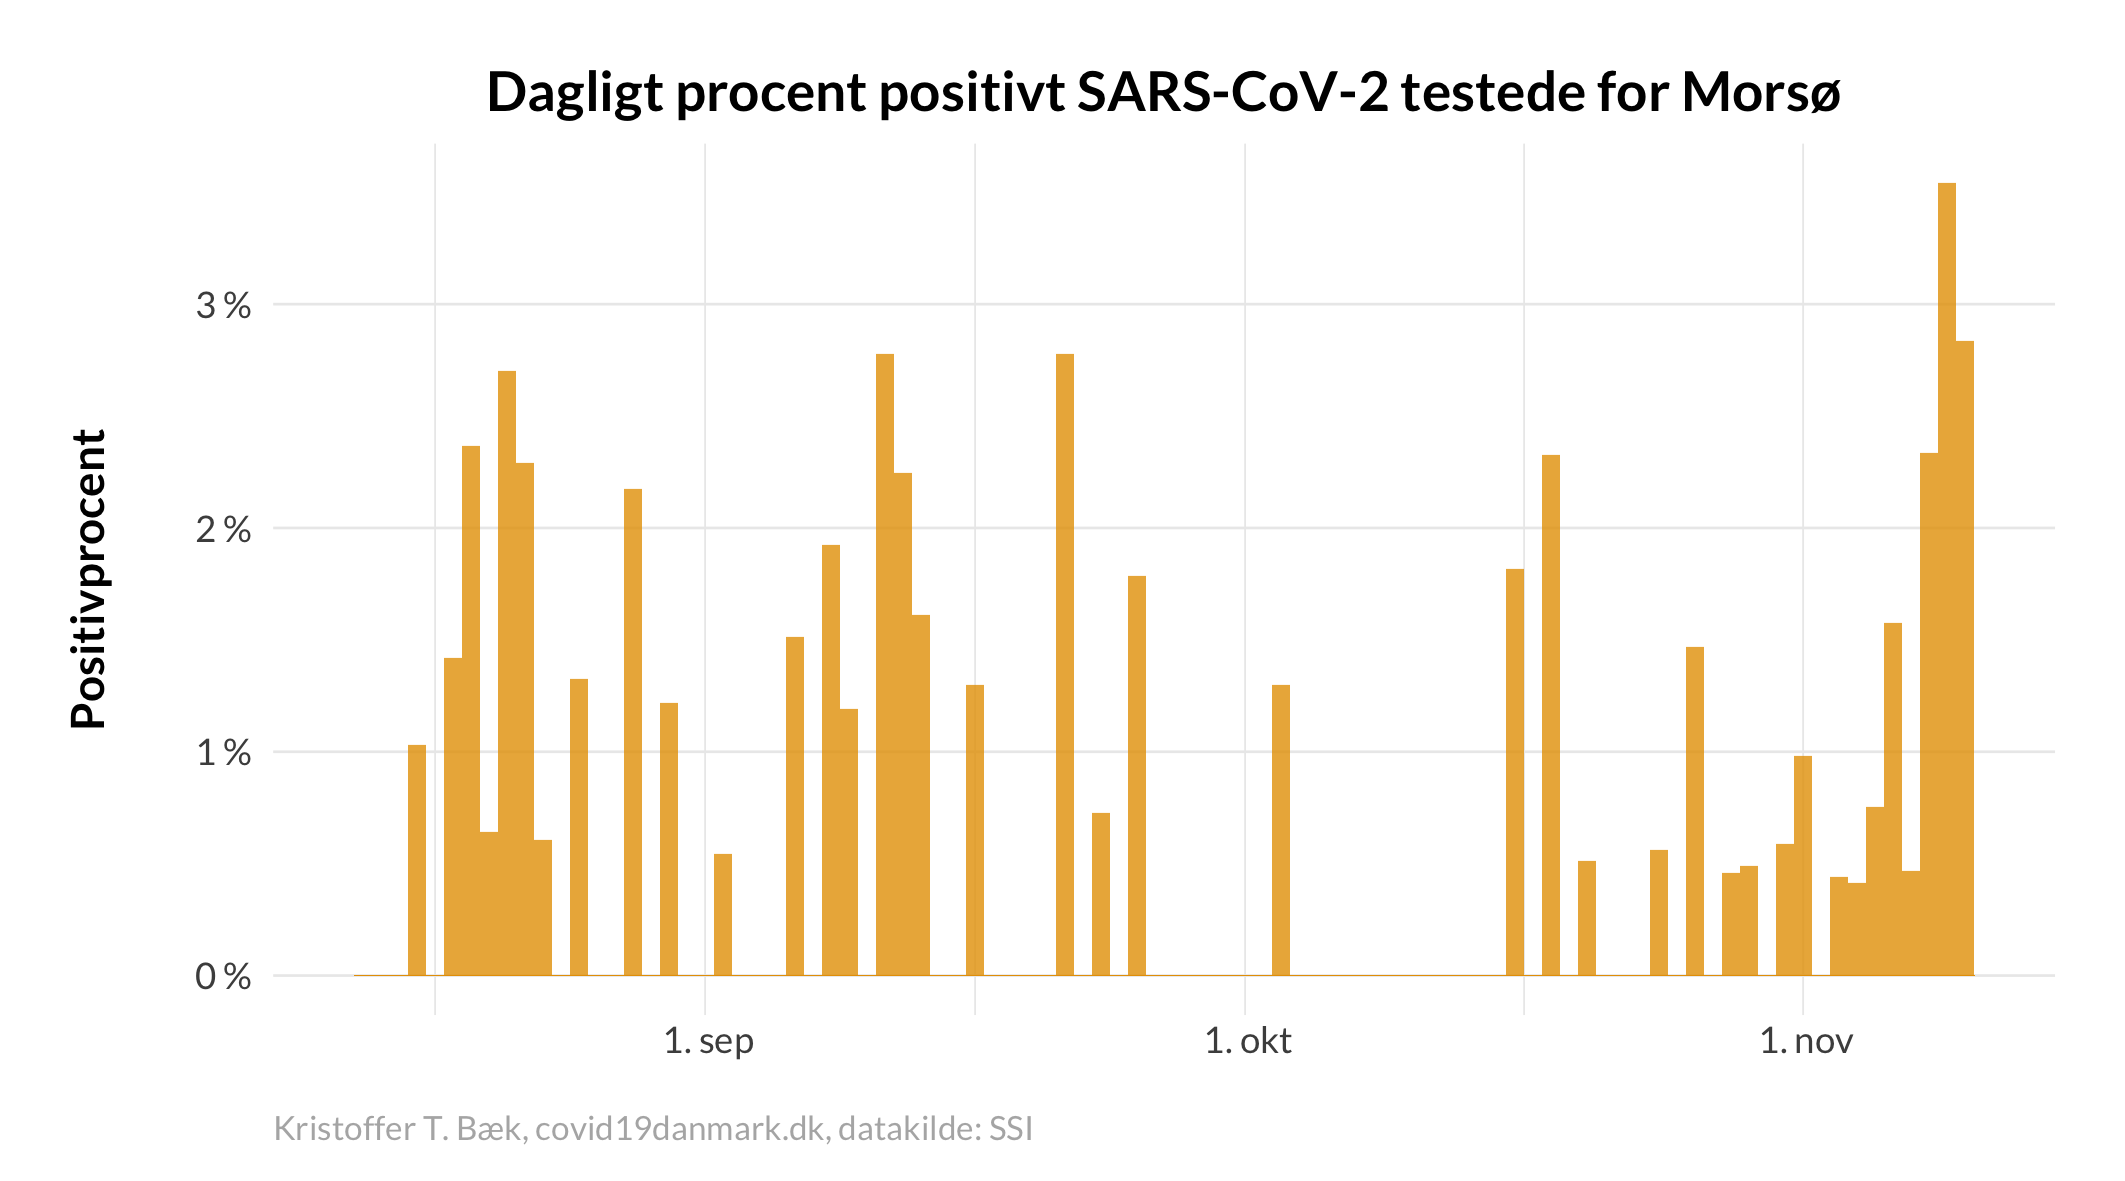 Dagligt procent positivt SARS-CoV-2 testede for Morsø
Positivprocent
3 %
2 %
1 %
0 %
1. sep
1. okt
1. nov
Kristoffer T. Bæk, covid19danmark.dk, datakilde: SSI